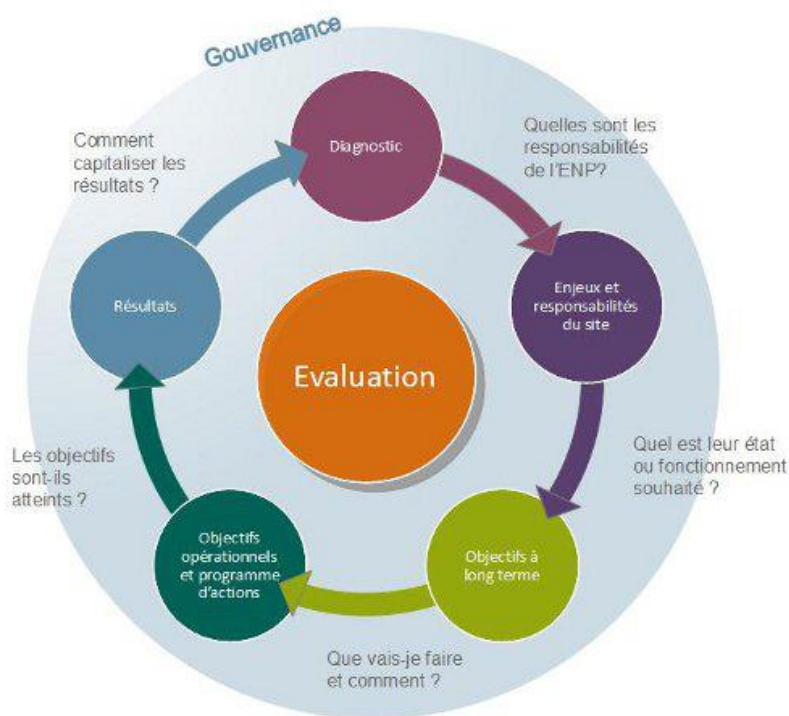 Gouvernance
Diagnostic
Quelles sont les
responsabilités
de l'ENP?
Enjeux et
responsabilités
du site
Quel est leur état
ou fonctionnement
souhaité ?
Objectifs à
long terme
Que vais-je faire
et comment ?
Objectifs
opérationnels
et programme
d'actions
Les objectifs
sont-ils
atteints ?
Résultats
Comment
capitaliser les
résultats ?
Evaluation